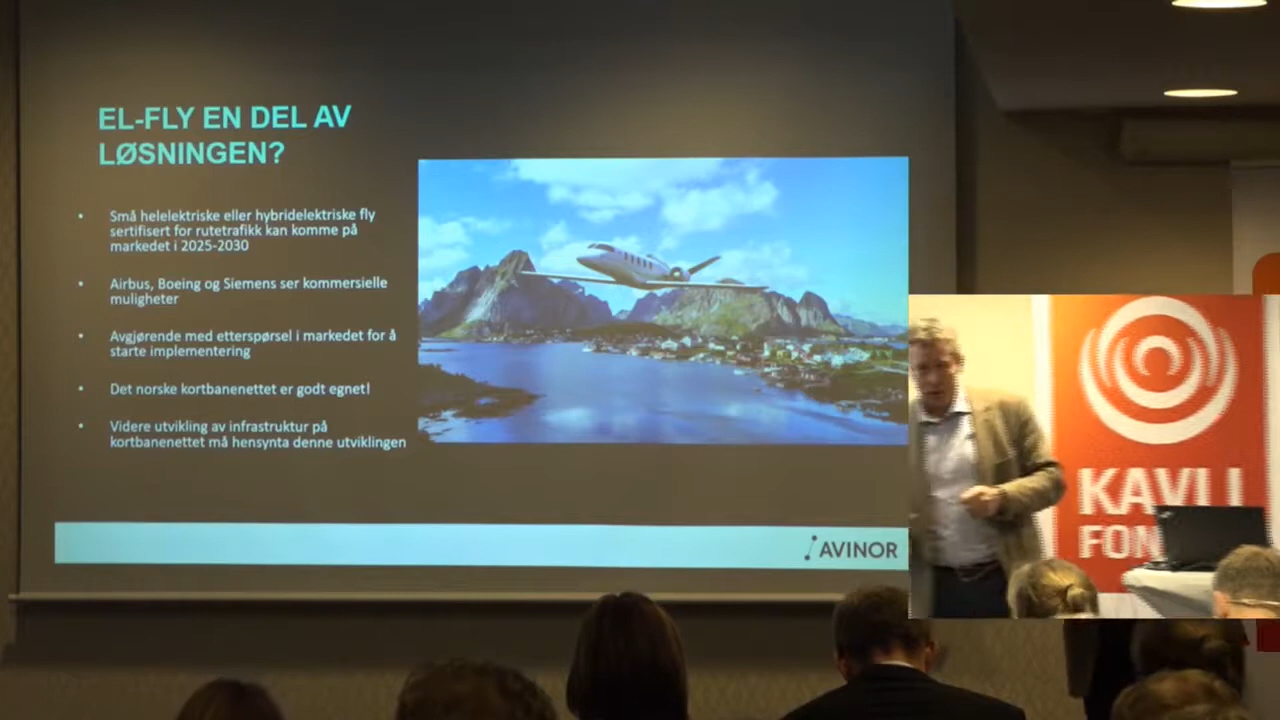 EL-FLY EN DEL AV
LØSNINGEN?
• Små helelektriske eller hybridelektriske fly
sertifisert for rutetrafikk kan komme på
markedet i 2025-2030
• Airbus, Boeing og Siemens ser kommersielle
muligheter
• Avgjørende med etterspørsel i markedet for å
starte implementering
• Det norske kortbanenettet er godt egnet!
• Videre utvikling av infrastruktur på
kortbanenettet må hensynta denne utviklingen
AVINOR
KAVLI
FON